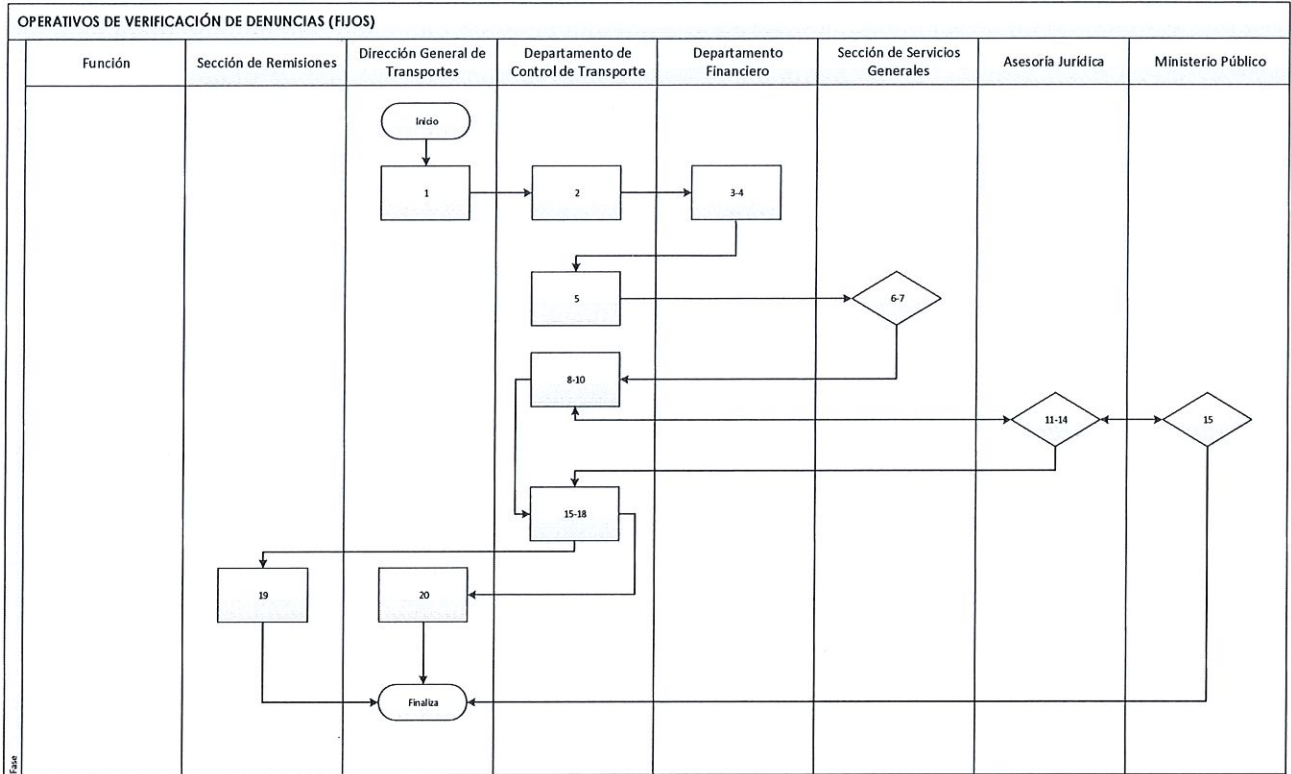 OPERATIVOS DE VERIFICACIÓN DE DENUNCIAS (FIJOS)
Función
Sección de Remisiones
Dirección General de
Transportes
Departamento de
Control de Transporte
Departamento
Financiero
Sección de Servicios
Generales
Asesoría Jurídica
Ministerio Público
Inicio
1
2
3-4
5
6-7
8-10
11-14
15
15-18
19
20
Finaliza
Fase